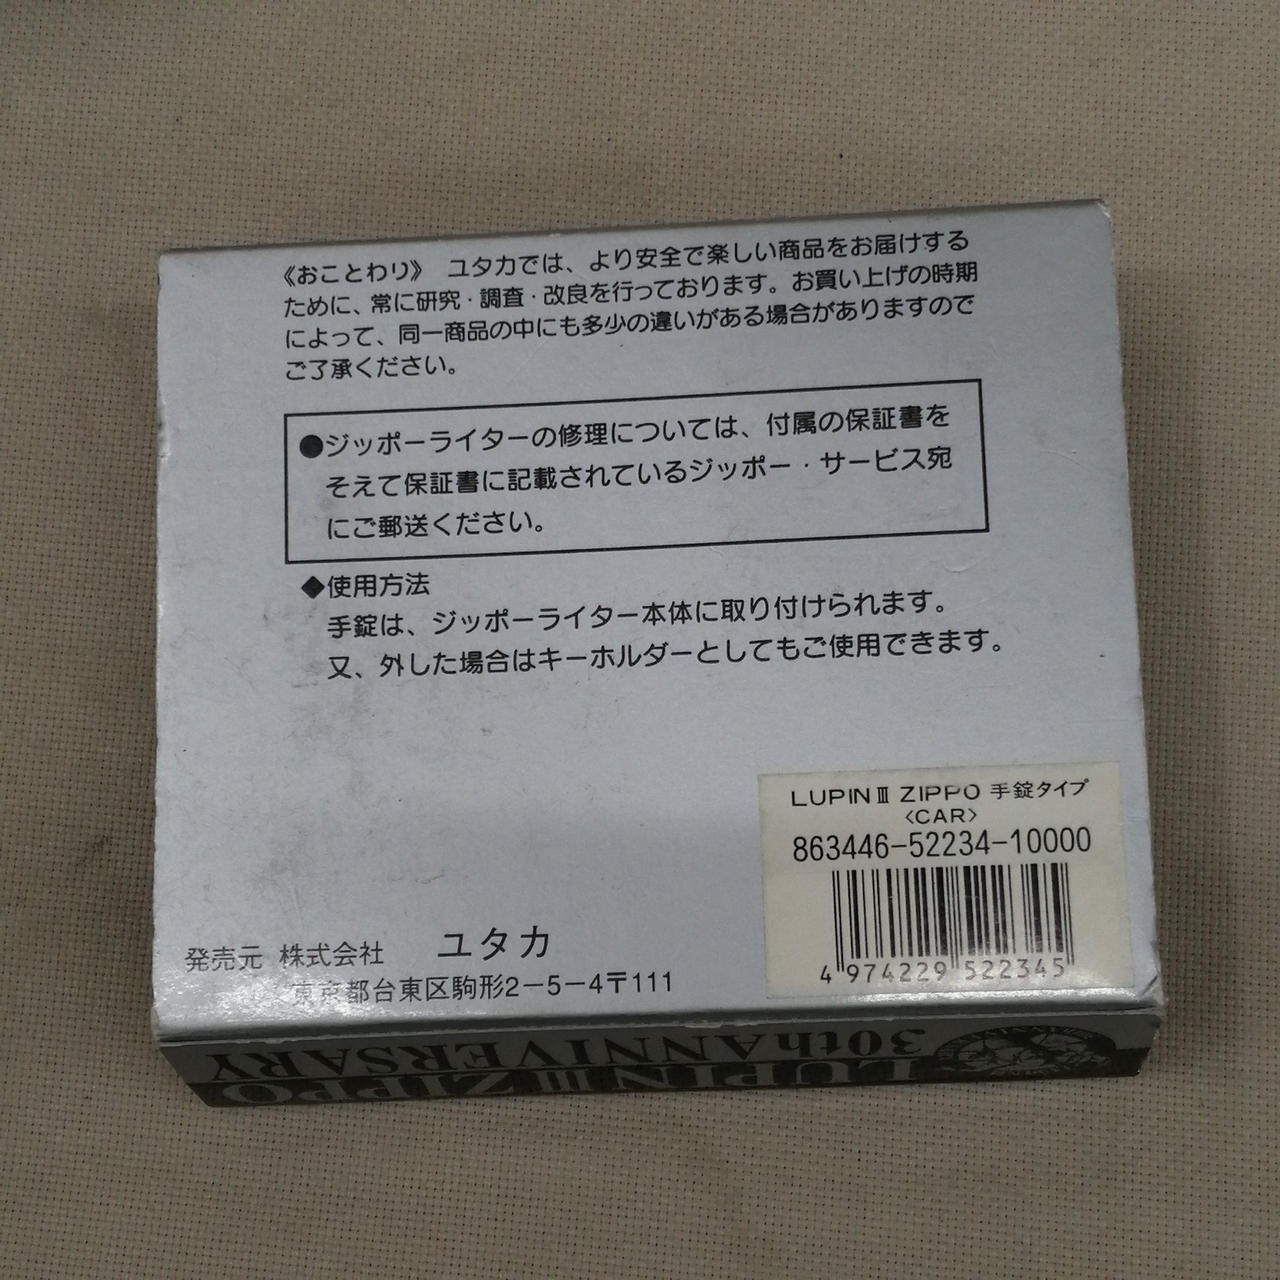 《おことわり》 ユタカでは、より安全で楽しい商品をお届けする
ために、常に研究・調査・改良を行っております。お買い上げの時期
によって、同一商品の中にも多少の違いがある場合がありますので
ご了承ください。
●ジッポーライターの修理については、付属の保証書を
そえて保証書に記載されているジッポー・サービス宛
にご郵送ください。
◆使用方法
手錠は、ジッポーライター本体に取り付けられます。
又、外した場合はキーホルダーとしてもご使用できます。
LUPIN Ⅲ ZIPPO 手錠タイプ
〈CAR〉
863446-52234-10000
4 974229 522345
発売元 株式会社 ユタカ
東京都台東区駒形2-5-4〒111
LUPIN Ⅲ ZIPPO
30th ANNIVERSARY